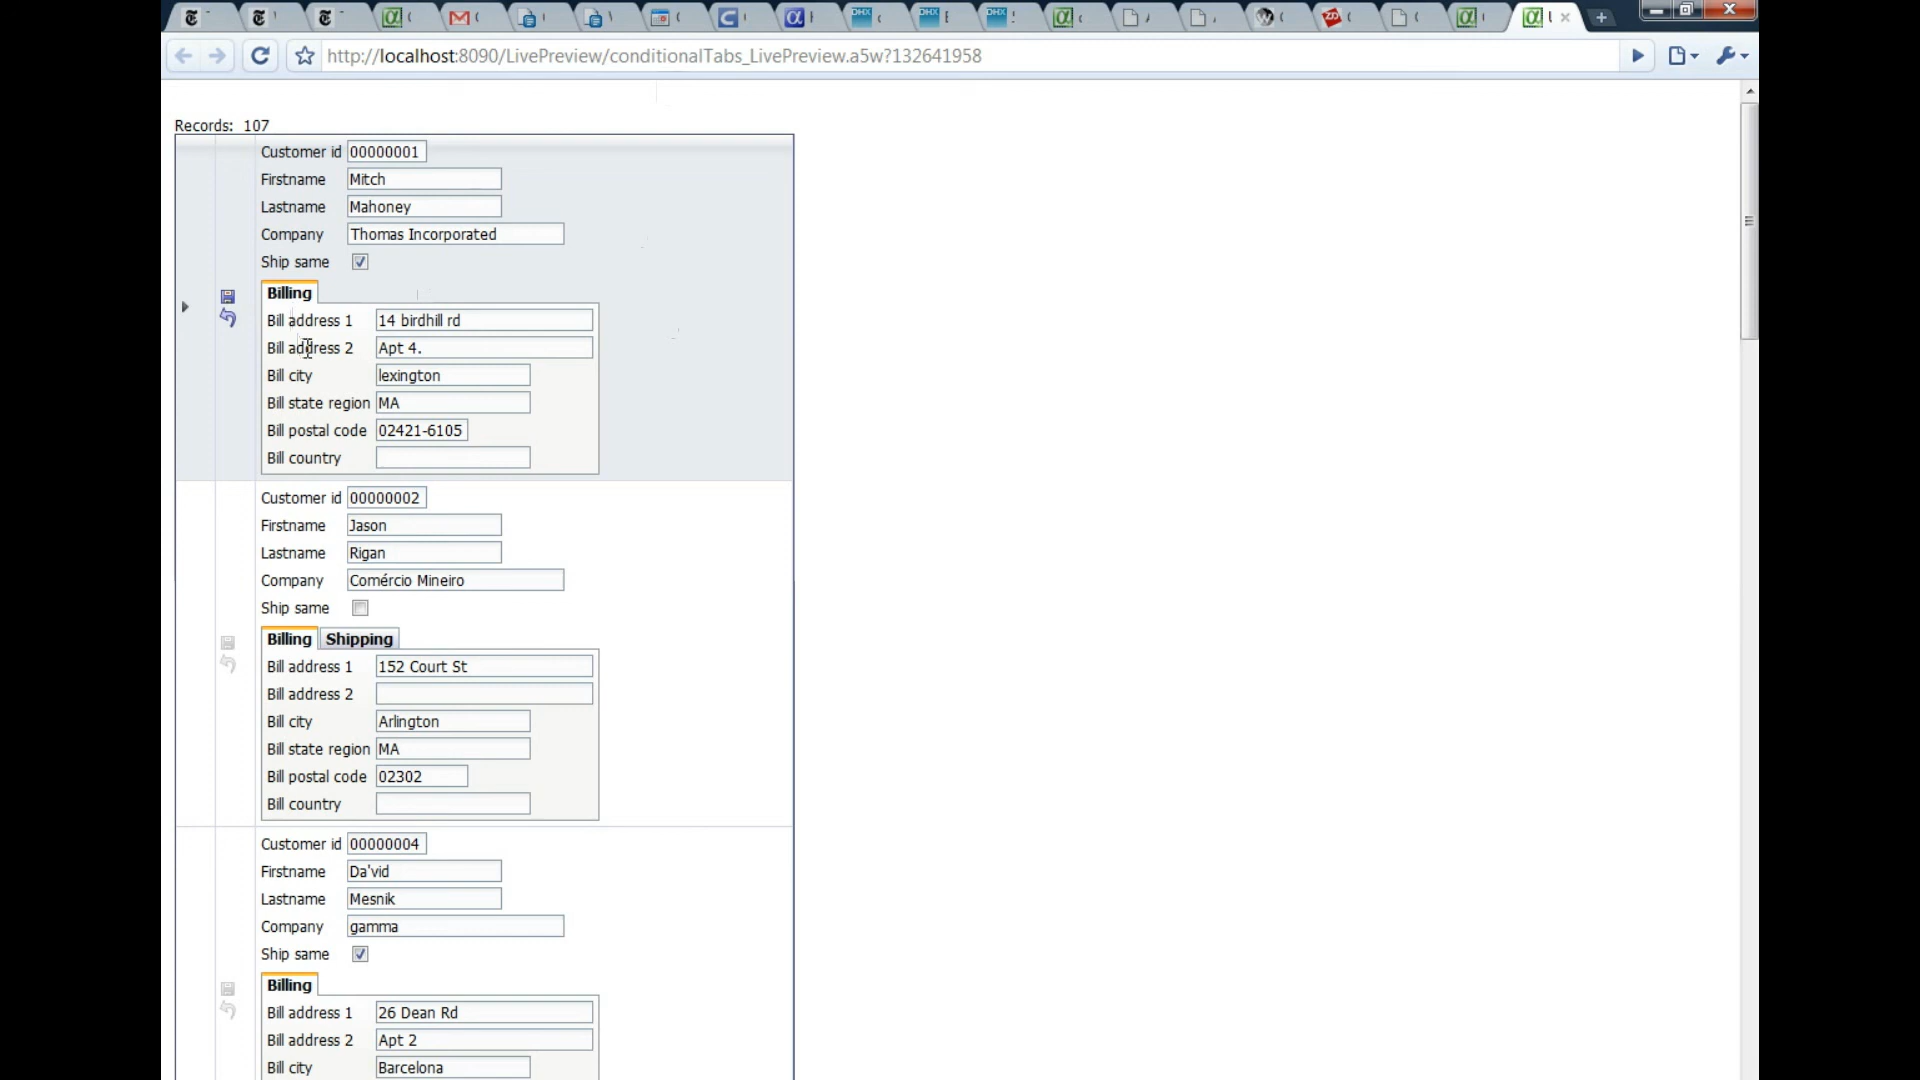 http://localhost:8090/LivePreview/conditionalTabs_LivePreview.a5w?132641958
Records: 107
Customer id 00000001
Firstname Mitch
Lastname Mahoney
Company Thomas Incorporated
Ship same
Billing
Bill address 1 14 birdhill rd
Bill address 2 Apt 4.
Bill city lexington
Bill state region MA
Bill postal code 02421-6105
Bill country
Customer id 00000002
Firstname Jason
Lastname Rigan
Company Comércio Mineiro
Ship same
Billing Shipping
Bill address 1 152 Court St
Bill address 2
Bill city Arlington
Bill state region MA
Bill postal code 02302
Bill country
Customer id 00000004
Firstname Da'vid
Lastname Mesnik
Company gamma
Ship same
Billing
Bill address 1 26 Dean Rd
Bill address 2 Apt 2
Bill city Barcelona